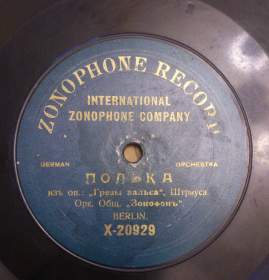 ZONOPHONE RECORD
INTERNATIONAL
ZONOPHONE COMPANY
GERMAN ORCHESTRA
ПОЛЬКА
изъ оп.: „Грезы вальса", Штрауса.
Орк. Общ. „Зонофонъ".
BERLIN.
X-20929